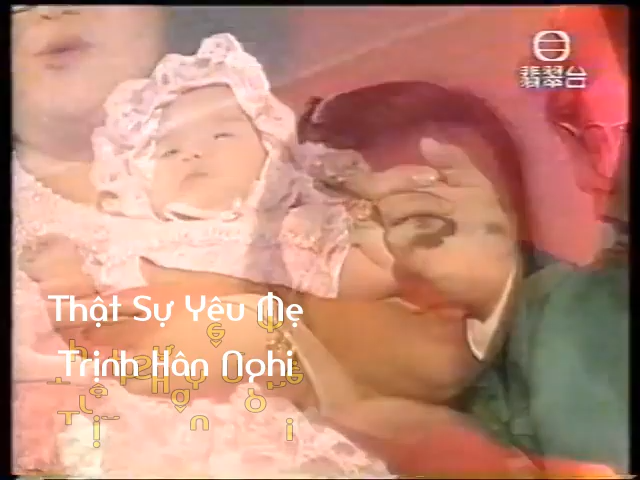 翡翠台
Thật Sự Yêu Mẹ
Trịnh Hân Nghi